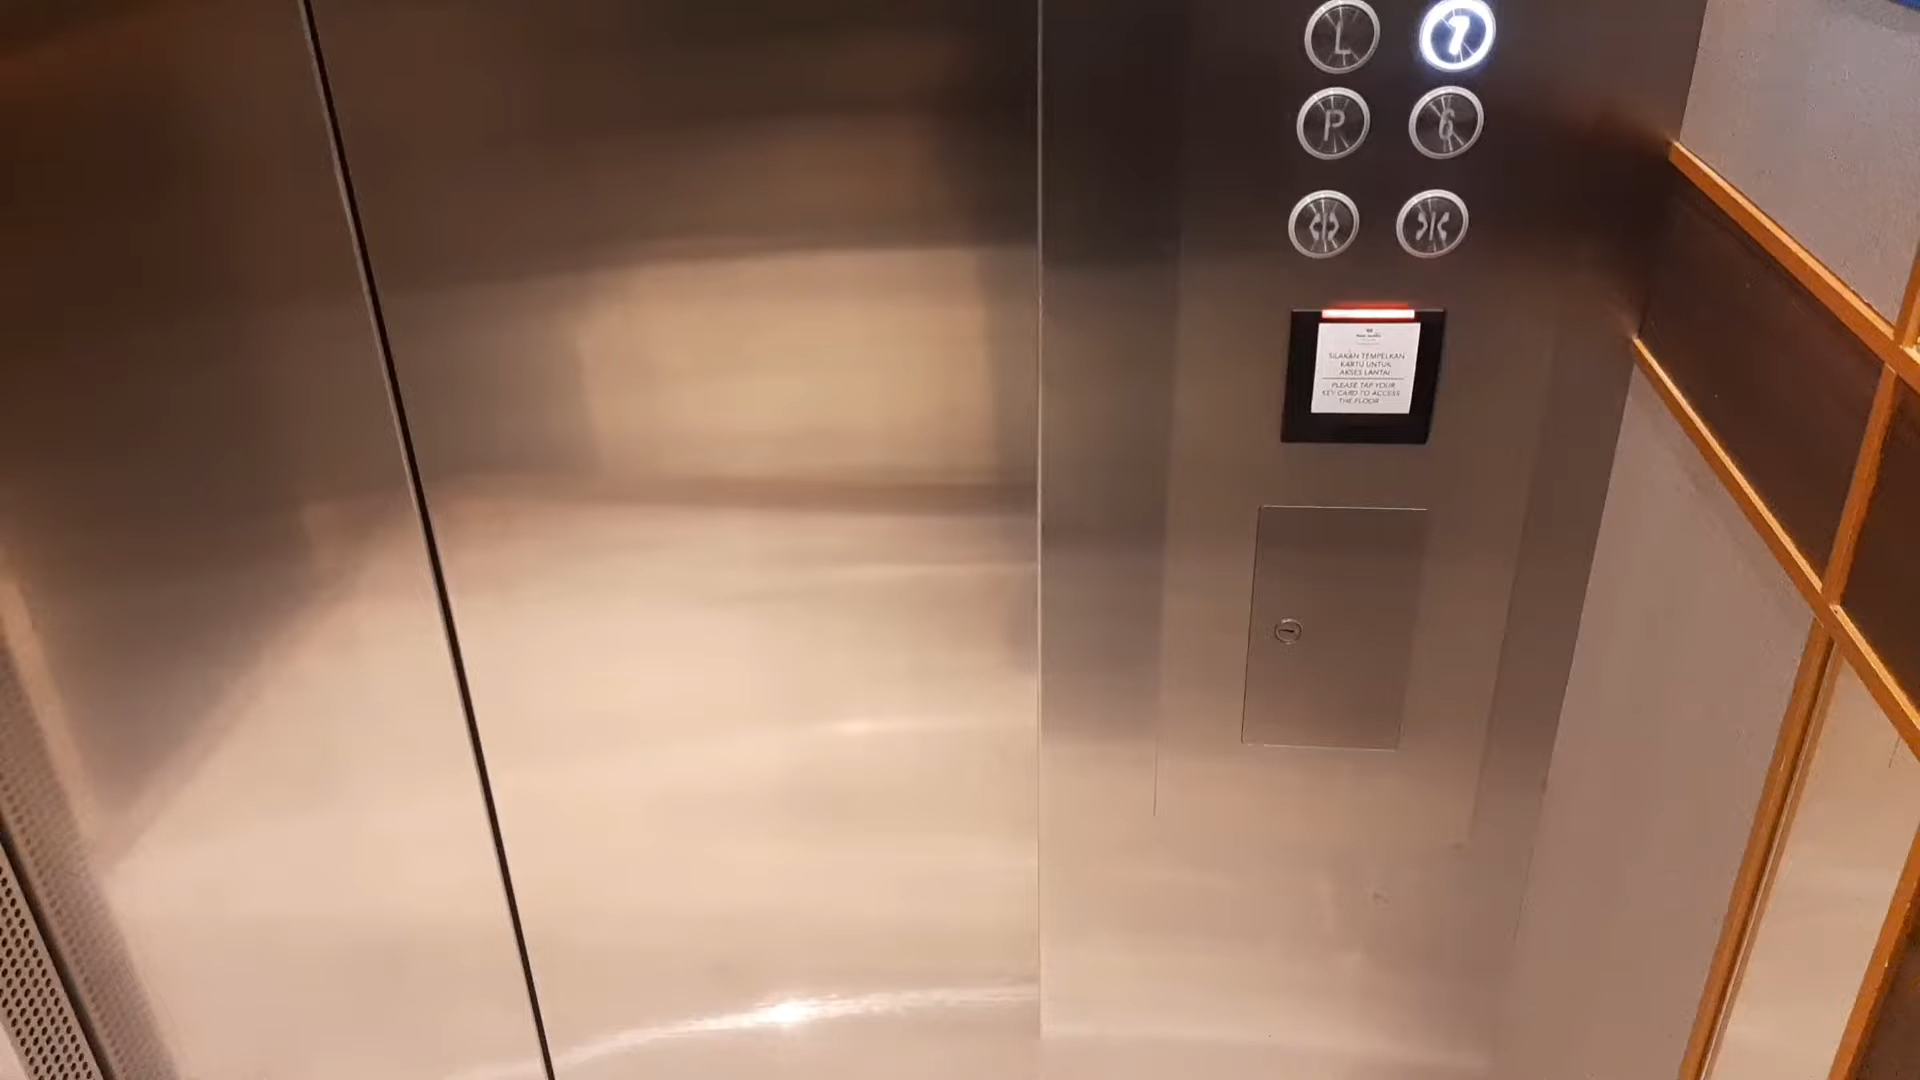 L 7
P 6
SILAKAN TEMPELKAN
KARTU UNTUK
AKSES LANTAI
PLEASE TAP YOUR
KEY CARD TO ACCESS
THE FLOOR